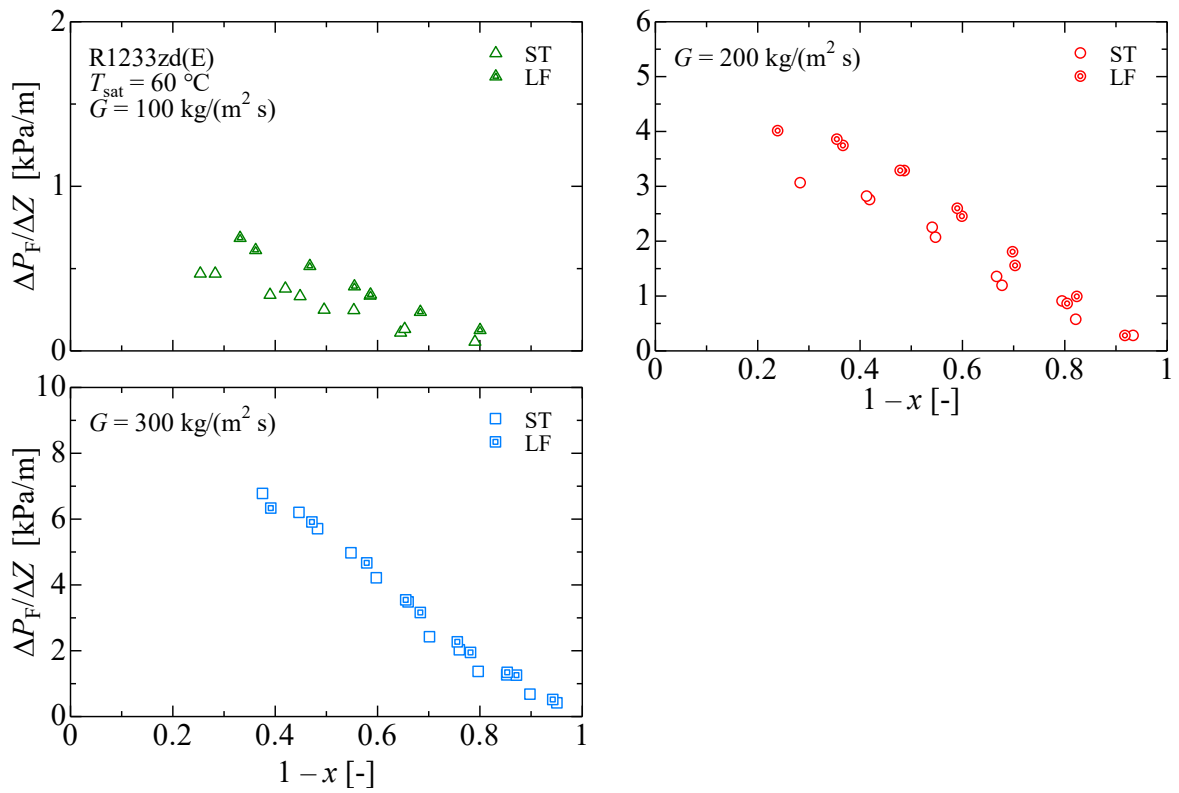 2
1
0
ΔP_F/ΔZ [kPa/m]
R1233zd(E)
T_sat = 60 °C
G = 100 kg/(m² s)
ST
LF
6
5
4
3
2
1
0
G = 200 kg/(m² s)
ST
LF
0 0.2 0.4 0.6 0.8 1
1 – x [-]
10
8
6
4
2
0
ΔP_F/ΔZ [kPa/m]
G = 300 kg/(m² s)
ST
LF
0 0.2 0.4 0.6 0.8 1
1 – x [-]